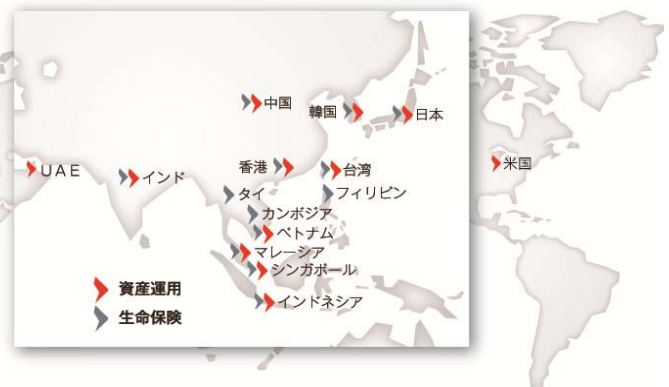 中国
韓国
日本
UAE
インド
香港
台湾
米国
タイ
フィリピン
カンボジア
ベトナム
マレーシア
シンガポール
インドネシア
資産運用
生命保険